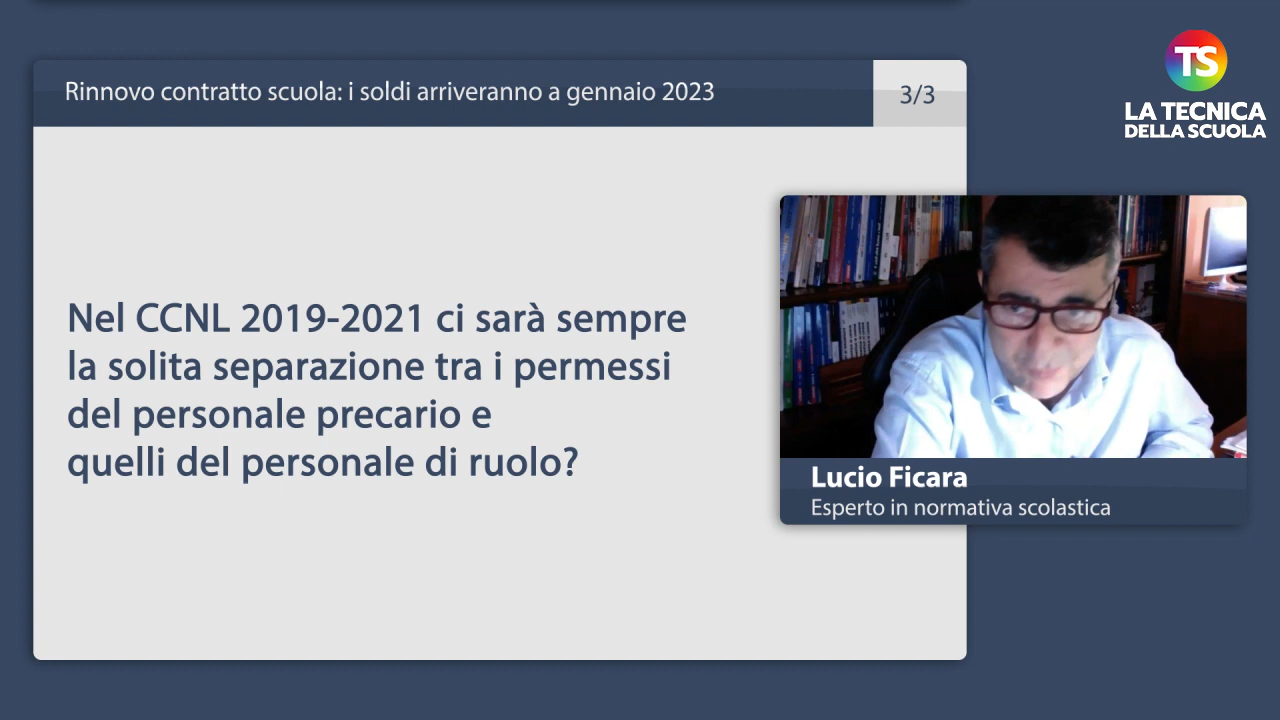 Rinnovo contratto scuola: i soldi arriveranno a gennaio 2023
3/3
TS
LA TECNICA
DELLA SCUOLA
Nel CCNL 2019-2021 ci sarà sempre
la solita separazione tra i permessi
del personale precario e
quelli del personale di ruolo?
Lucio Ficara
Esperto in normativa scolastica